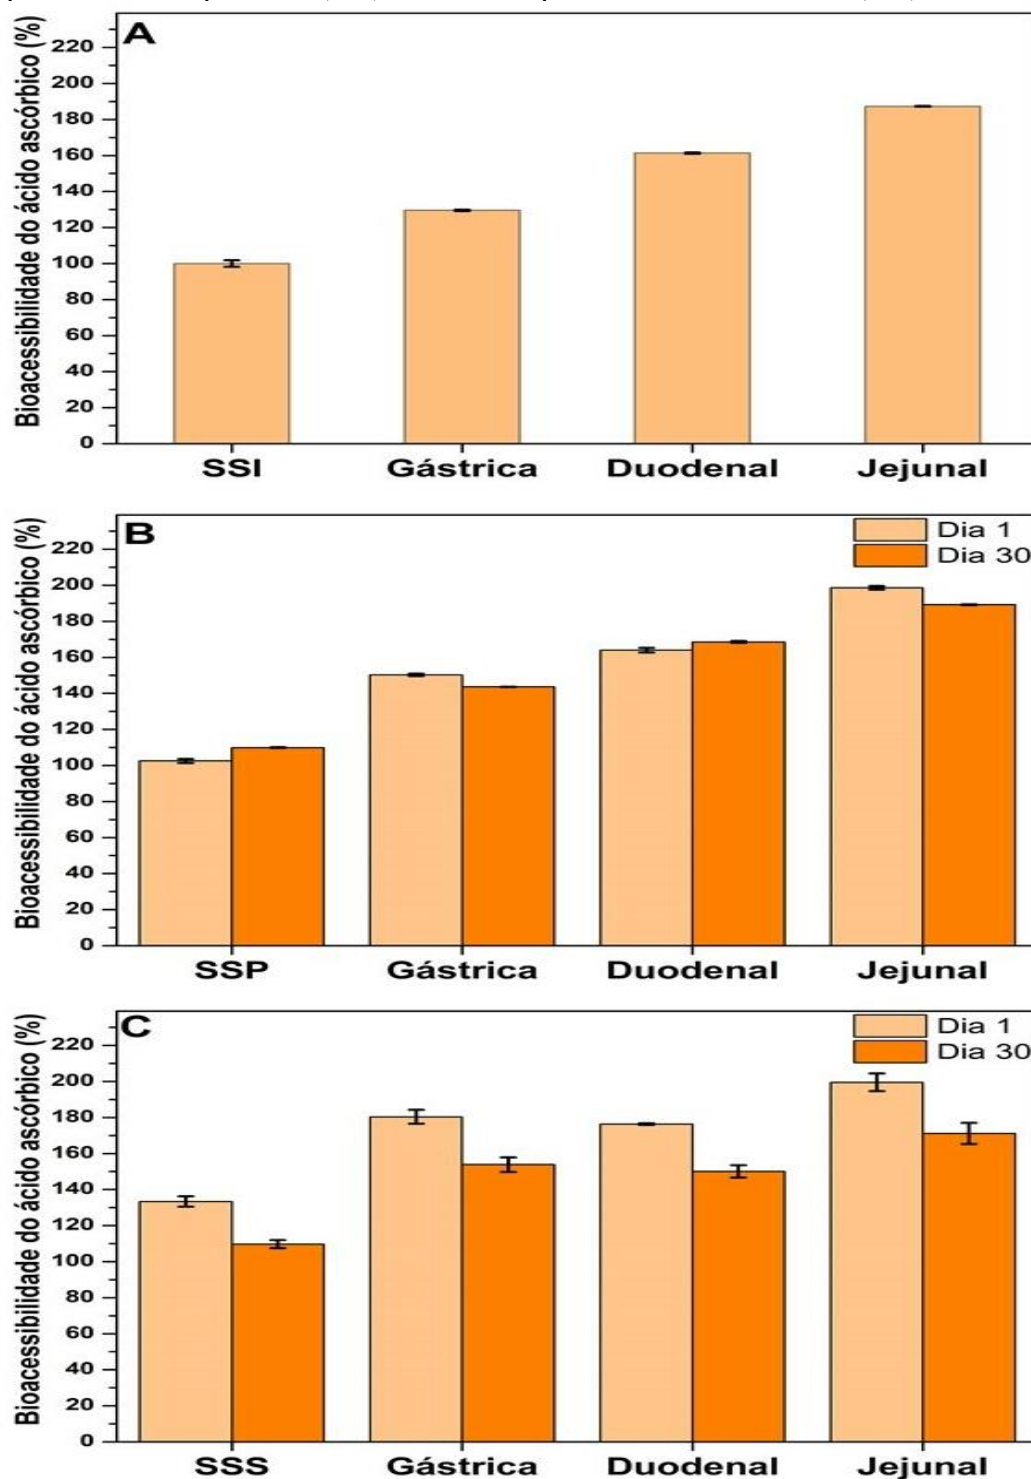 A
Bioacessibilidade do ácido ascórbico (%)
220
200
180
160
140
120
100
80
60
40
20
0
SSI Gástrica Duodenal Jejunal
B
Dia 1
Dia 30
Bioacessibilidade do ácido ascórbico (%)
220
200
180
160
140
120
100
80
60
40
20
0
SSP Gástrica Duodenal Jejunal
C
Dia 1
Dia 30
Bioacessibilidade do ácido ascórbico (%)
220
200
180
160
140
120
100
80
60
40
20
0
SSS Gástrica Duodenal Jejunal